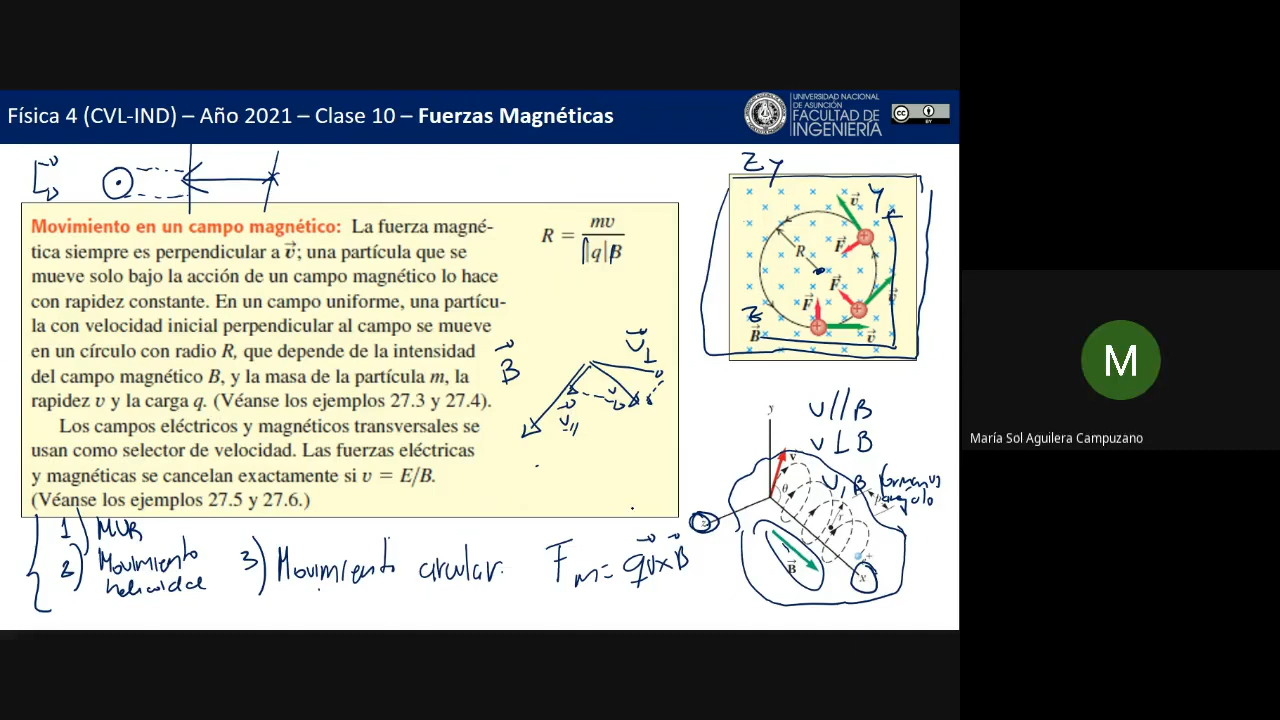 Física 4 (CVL-IND) – Año 2021 – Clase 10 – Fuerzas Magnéticas
UNIVERSIDAD NACIONAL
DE ASUNCIÓN
FACULTAD DE
INGENIERÍA
cc
BY
Movimiento en un campo magnético: La fuerza magné-
tica siempre es perpendicular a v⃗; una partícula que se
mueve solo bajo la acción de un campo magnético lo hace
con rapidez constante. En un campo uniforme, una partícu-
la con velocidad inicial perpendicular al campo se mueve
en un círculo con radio R, que depende de la intensidad
del campo magnético B, y la masa de la partícula m, la
rapidez v y la carga q. (Véanse los ejemplos 27.3 y 27.4).
Los campos eléctricos y magnéticos transversales se
usan como selector de velocidad. Las fuerzas eléctricas
y magnéticas se cancelan exactamente si v = E/B.
(Véanse los ejemplos 27.5 y 27.6.)
R = mv / |q|B
B⃗
v⃗⊥
v⃗//
1) MUR
2) Movimiento
helicoidal
3) Movimiento circular.
Fm = qv⃗ x B⃗
Z y
y
v⃗
F⃗
R
F⃗
v⃗
F⃗
z
B⃗
v⃗
v // B
v ⊥ B
v, B forman un
ángulo
y
v
θ
r
p
z
B⃗
+
x
M
María Sol Aguilera Campuzano